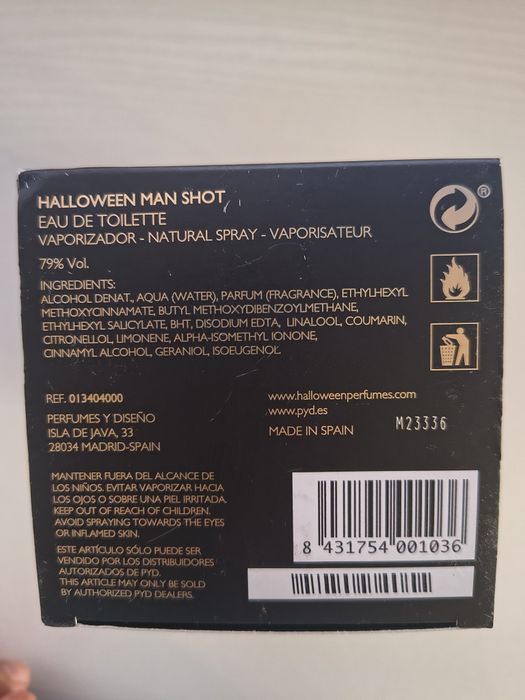 HALLOWEEN MAN SHOT
EAU DE TOILETTE
VAPORIZADOR - NATURAL SPRAY - VAPORISATEUR
79% Vol.
INGREDIENTS:
ALCOHOL DENAT., AQUA (WATER), PARFUM (FRAGRANCE), ETHYLHEXYL
METHOXYCINNAMATE, BUTYL METHOXYDIBENZOYLMETHANE,
ETHYLHEXYL SALICYLATE, BHT, DISODIUM EDTA, LINALOOL, COUMARIN,
CITRONELLOL, LIMONENE, ALPHA-ISOMETHYL IONONE,
CINNAMYL ALCOHOL, GERANIOL, ISOEUGENOL.
®
REF. 013404000
PERFUMES Y DISEÑO
ISLA DE JAVA, 33
28034 MADRID-SPAIN
www.halloweenperfumes.com
www.pyd.es
MADE IN SPAIN
M23336
MANTENER FUERA DEL ALCANCE DE
LOS NIÑOS. EVITAR VAPORIZAR HACIA
LOS OJOS O SOBRE UNA PIEL IRRITADA.
KEEP OUT OF REACH OF CHILDREN.
AVOID SPRAYING TOWARDS THE EYES
OR INFLAMED SKIN.
ESTE ARTÍCULO SÓLO PUEDE SER
VENDIDO POR LOS DISTRIBUIDORES
AUTORIZADOS DE PYD.
THIS ARTICLE MAY ONLY BE SOLD
BY AUTHORIZED PYD DEALERS.
8 431754 001036